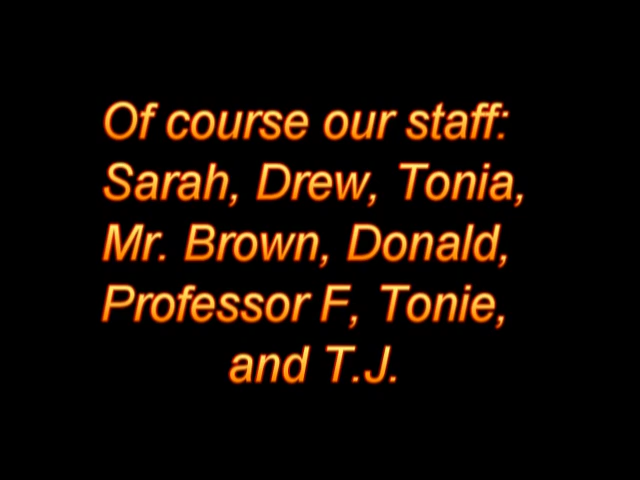 Of course our staff:
Sarah, Drew, Tonia,
Mr. Brown, Donald,
Professor F, Tonie,
and T.J.